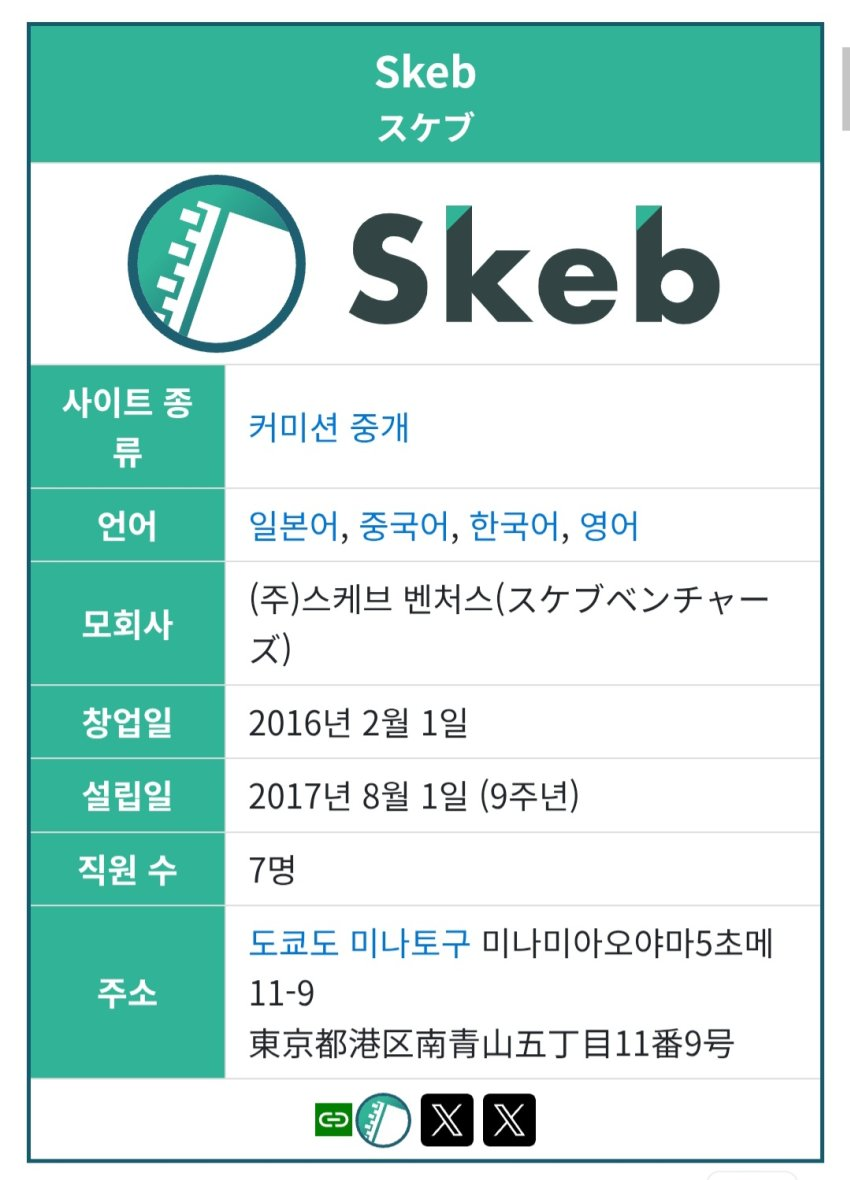 Skeb
スケブ
Skeb
사이트 종
류
커미션 중개
언어
일본어, 중국어, 한국어, 영어
모회사
(주)스케브 벤처스(スケブベンチャー
ズ)
창업일
2016년 2월 1일
설립일
2017년 8월 1일 (9주년)
직원 수
7명
주소
도쿄도 미나토구 미나미아오야마5초메
11-9
東京都港区南青山五丁目11番9号